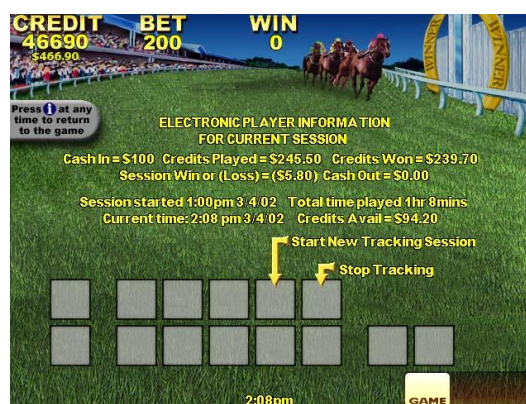 CREDIT BET WIN
46690 200 0
$466.90
Press i at any
time to return
to the game
WINNER
WINNER
ELECTRONIC PLAYER INFORMATION
FOR CURRENT SESSION
Cash In = $100 Credits Played = $245.50 Credits Won = $239.70
Session Win or (Loss) = ($5.80) Cash Out = $0.00
Session started 1:00pm 3/4/02 Total time played 1hr 8mins
Current time: 2:08 pm 3/4/02 Credits Avail = $94.20
Start New Tracking Session
Stop Tracking
2:08pm
GAME